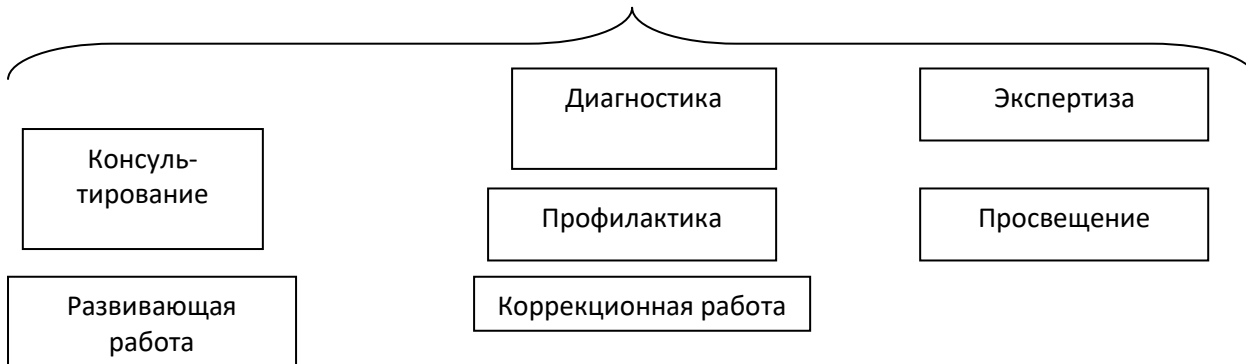 Диагностика
Экспертиза
Консуль-
тирование
Профилактика
Просвещение
Развивающая
работа
Коррекционная работа